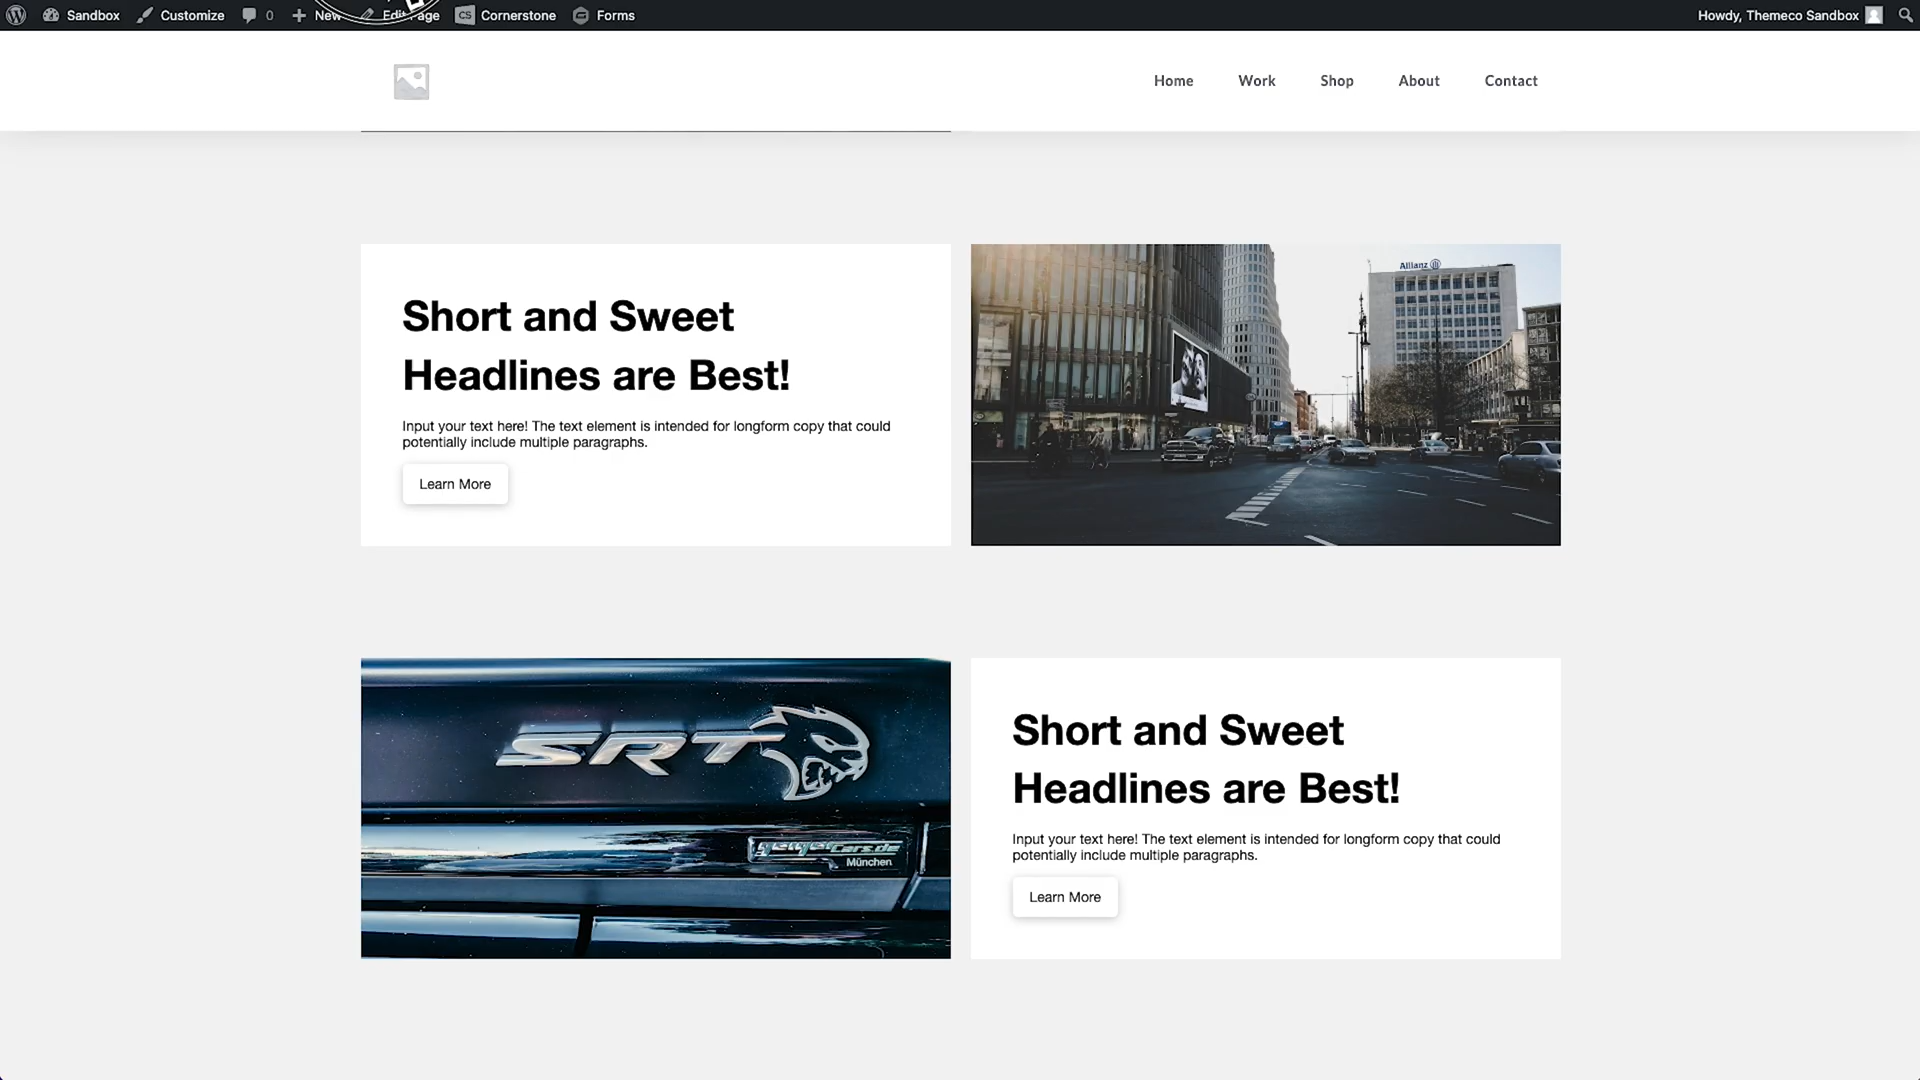 Sandbox Customize 0 New Edit Page CS Cornerstone Forms Howdy, Themeco Sandbox
Home Work Shop About Contact
Short and Sweet
Headlines are Best!
Input your text here! The text element is intended for longform copy that could
potentially include multiple paragraphs.
Learn More
Allianz
SRT
geigercars.de
München
Short and Sweet
Headlines are Best!
Input your text here! The text element is intended for longform copy that could
potentially include multiple paragraphs.
Learn More